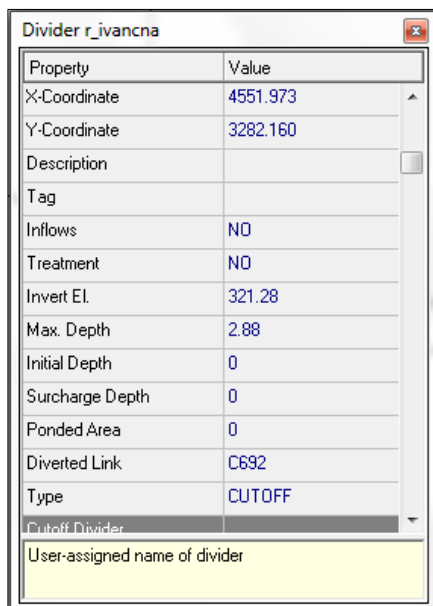 Divider r_ivancna
Property Value
X-Coordinate 4551.973
Y-Coordinate 3282.160
Description
Tag
Inflows NO
Treatment NO
Invert El. 321.28
Max. Depth 2.88
Initial Depth 0
Surcharge Depth 0
Ponded Area 0
Diverted Link C692
Type CUTOFF
Cutoff Divider
User-assigned name of divider